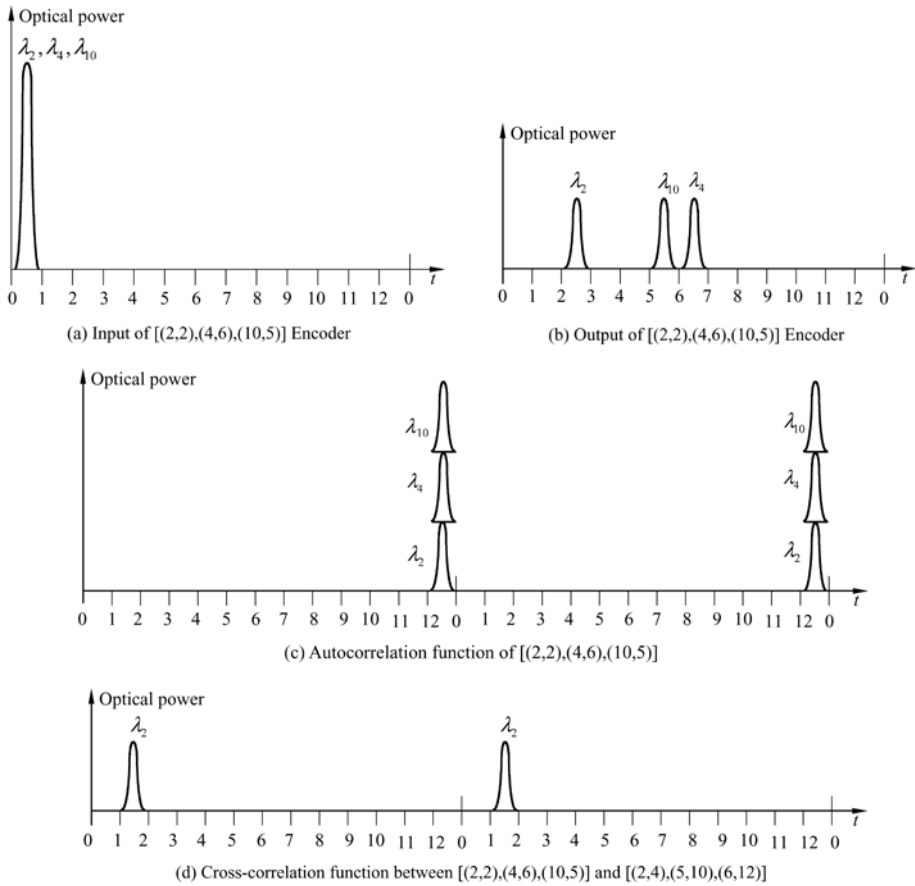 Optical power
λ₂, λ₄, λ₁₀
0 1 2 3 4 5 6 7 8 9 10 11 12 0 t
(a) Input of [(2,2),(4,6),(10,5)] Encoder
Optical power
λ₂ λ₁₀ λ₄
0 1 2 3 4 5 6 7 8 9 10 11 12 0 t
(b) Output of [(2,2),(4,6),(10,5)] Encoder
Optical power
λ₁₀ λ₁₀
λ₄ λ₄
λ₂ λ₂
0 1 2 3 4 5 6 7 8 9 10 11 12 0 1 2 3 4 5 6 7 8 9 10 11 12 0 t
(c) Autocorrelation function of [(2,2),(4,6),(10,5)]
Optical power
λ₂ λ₂
0 1 2 3 4 5 6 7 8 9 10 11 12 0 1 2 3 4 5 6 7 8 9 10 11 12 0 t
(d) Cross-correlation function between [(2,2),(4,6),(10,5)] and [(2,4),(5,10),(6,12)]